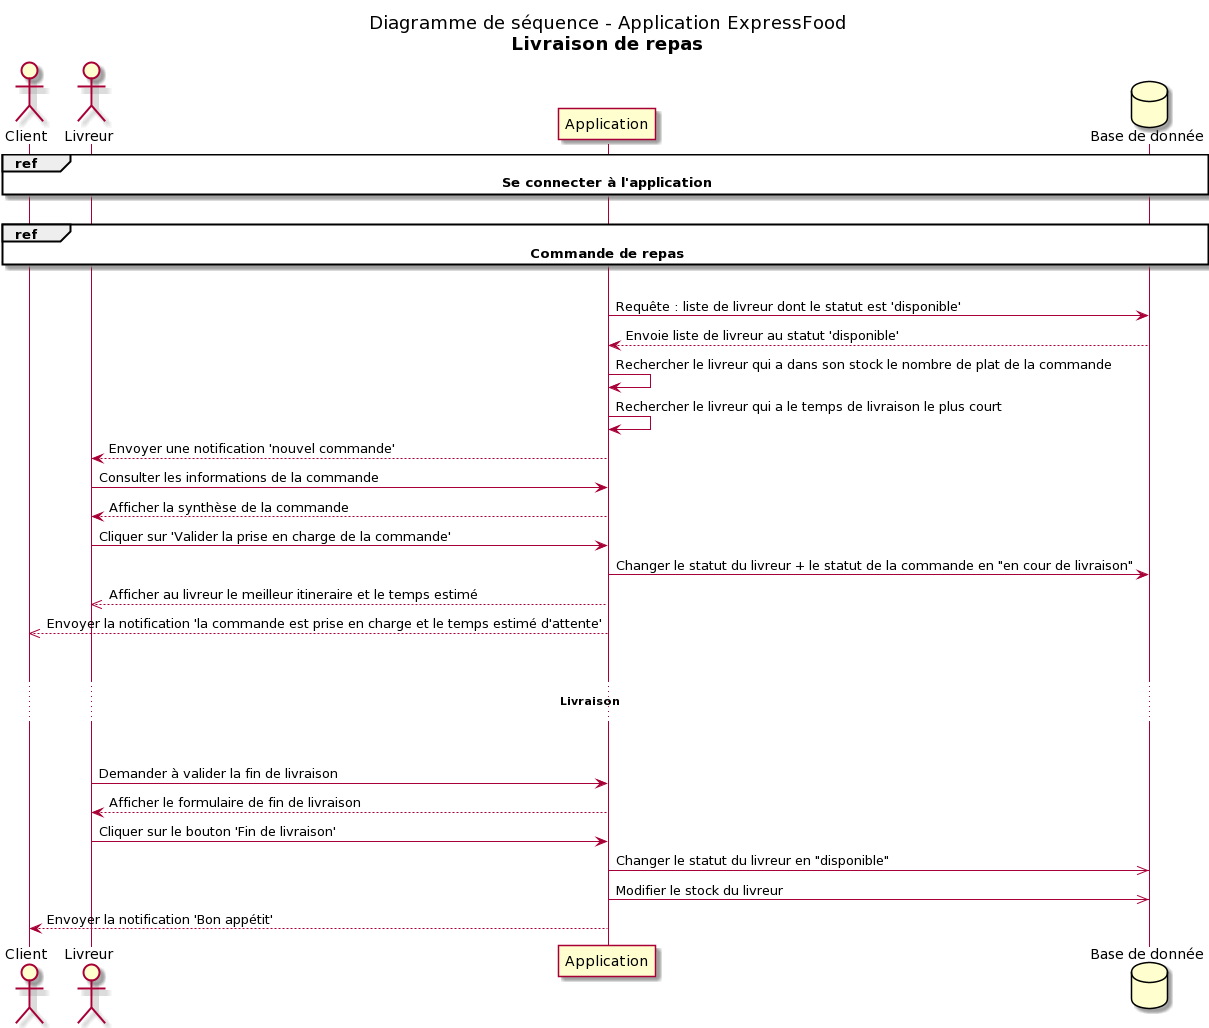 Diagramme de séquence - Application ExpressFood
Livraison de repas
Client
Livreur
Application
Base de donnée
ref
Se connecter à l'application
ref
Commande de repas
Requête : liste de livreur dont le statut est 'disponible'
Envoie liste de livreur au statut 'disponible'
Rechercher le livreur qui a dans son stock le nombre de plat de la commande
Rechercher le livreur qui a le temps de livraison le plus court
Envoyer une notification 'nouvel commande'
Consulter les informations de la commande
Afficher la synthèse de la commande
Cliquer sur 'Valider la prise en charge de la commande'
Changer le statut du livreur + le statut de la commande en "en cour de livraison"
Afficher au livreur le meilleur itineraire et le temps estimé
Envoyer la notification 'la commande est prise en charge et le temps estimé d'attente'
Livraison
Demander à valider la fin de livraison
Afficher le formulaire de fin de livraison
Cliquer sur le bouton 'Fin de livraison'
Changer le statut du livreur en "disponible"
Modifier le stock du livreur
Envoyer la notification 'Bon appétit'
Client
Livreur
Application
Base de donnée